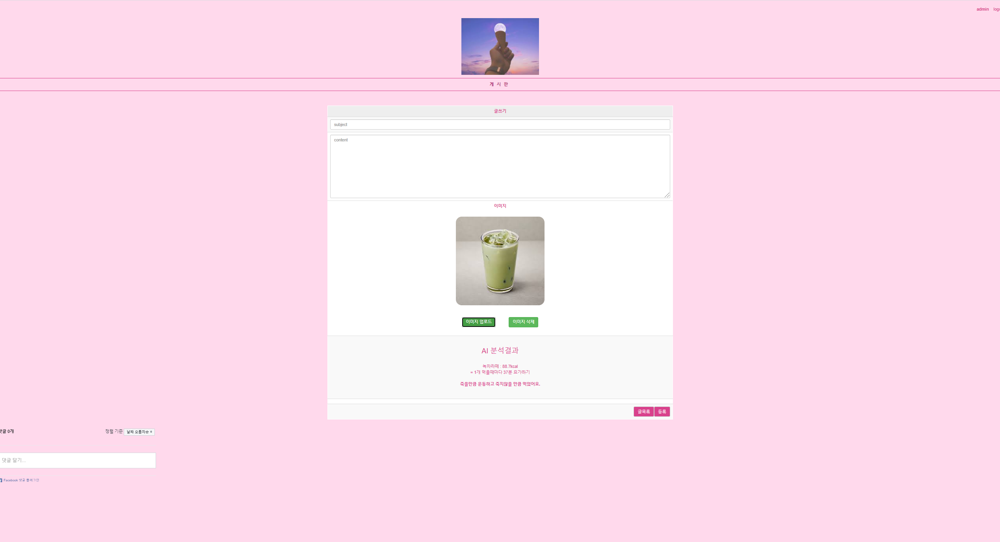 admin
게 시 판
글쓰기
subject
content
이미지
이미지 업로드 이미지 삭제
AI 분석결과
녹차라떼 : 88.7kcal
= 1개 먹을때마다 37분 요가하기
죽을만큼 운동하고 죽지않을 만큼 먹었어요.
글목록 등록
댓글 0개 정렬 기준 날짜 오름차순
댓글 달기...
Facebook 댓글 플러그인